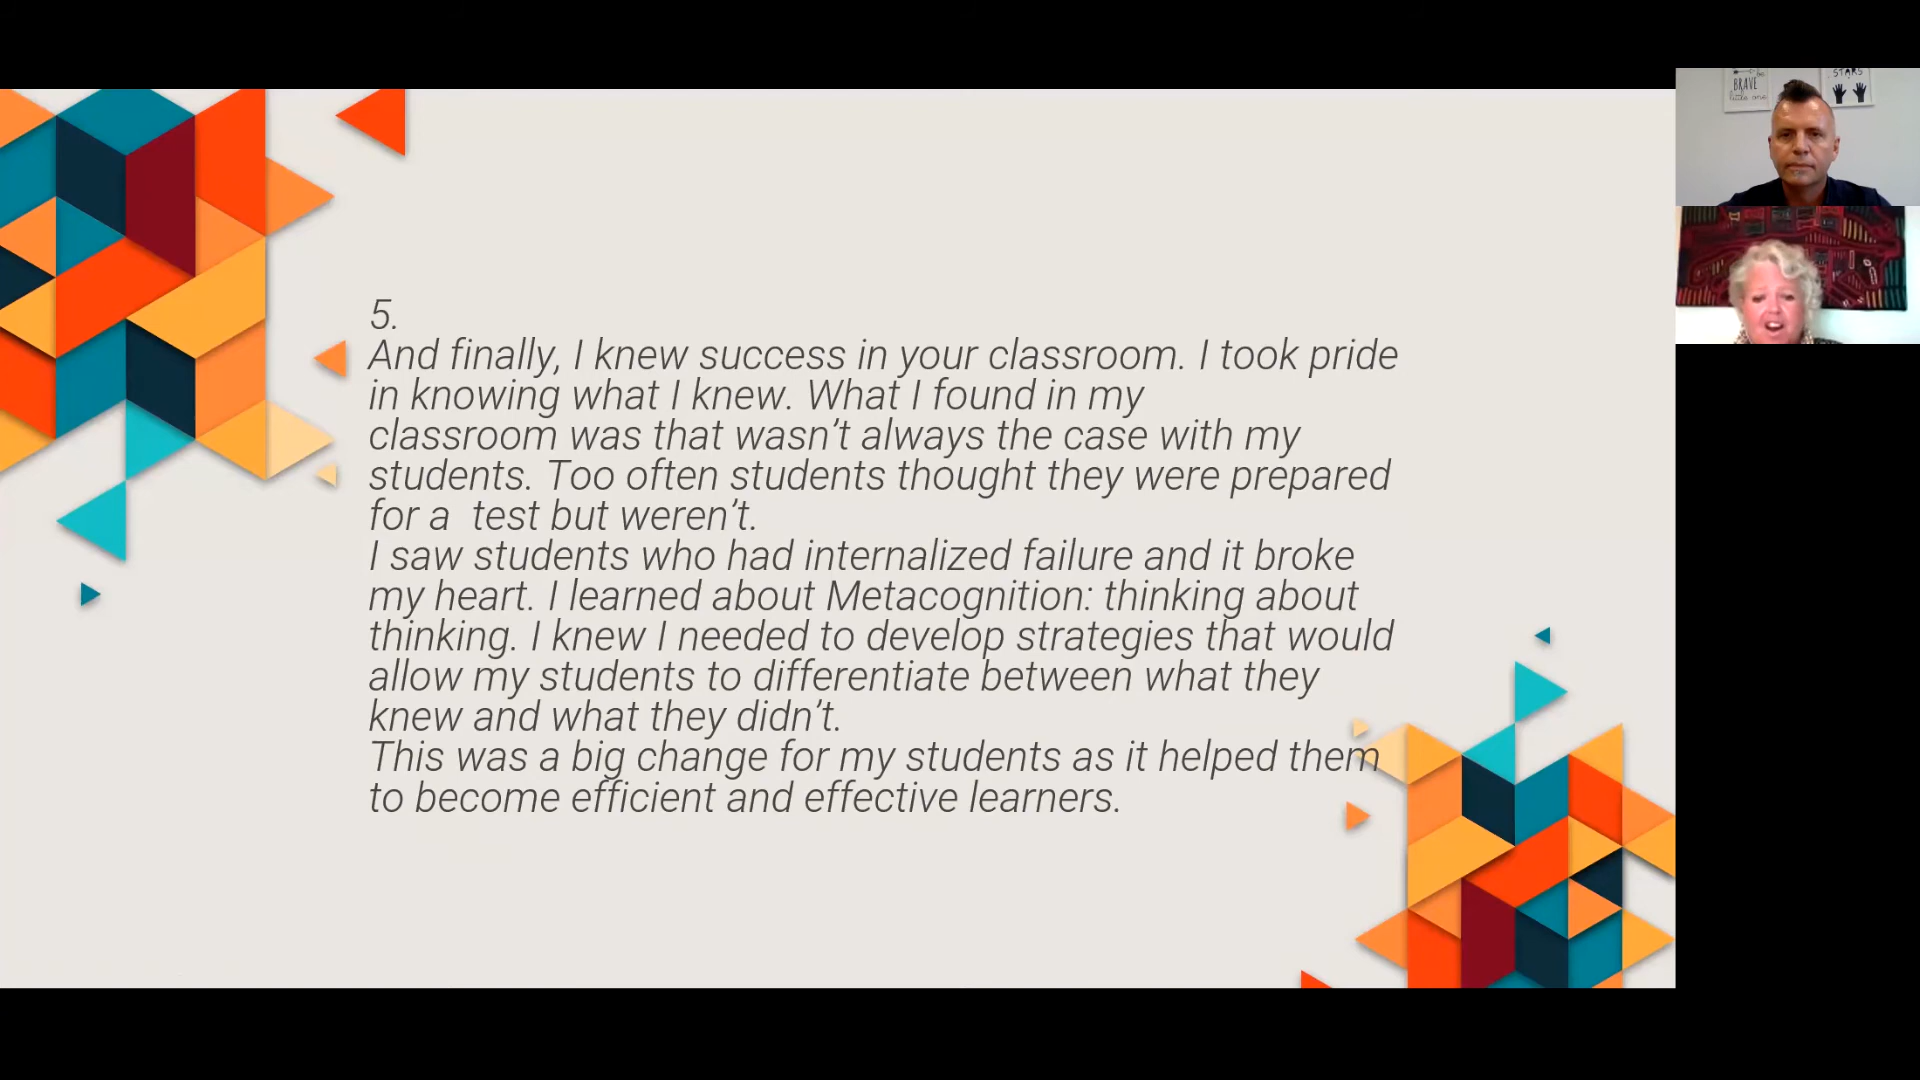 BRAVE
little one
STARS
5.
And finally, I knew success in your classroom. I took pride
in knowing what I knew. What I found in my
classroom was that wasn’t always the case with my
students. Too often students thought they were prepared
for a  test but weren’t.
I saw students who had internalized failure and it broke
my heart. I learned about Metacognition: thinking about
thinking. I knew I needed to develop strategies that would
allow my students to differentiate between what they
knew and what they didn’t.
This was a big change for my students as it helped them
to become efficient and effective learners.